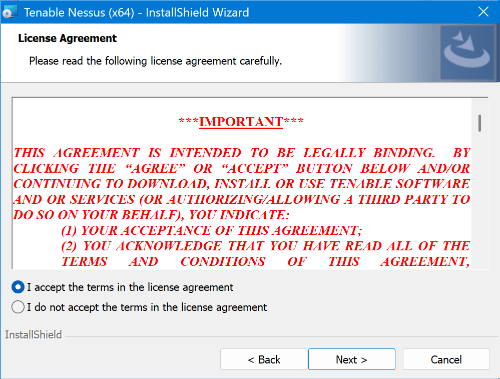 Tenable Nessus (x64) - InstallShield Wizard
License Agreement
Please read the following license agreement carefully.
***IMPORTANT***
THIS AGREEMENT IS INTENDED TO BE LEGALLY BINDING. BY
CLICKING THE “AGREE” OR “ACCEPT” BUTTON BELOW AND/OR
CONTINUING TO DOWNLOAD, INSTALL OR USE TENABLE SOFTWARE
AND OR SERVICES (OR AUTHORIZING/ALLOWING A THIRD PARTY TO
DO SO ON YOUR BEHALF), YOU INDICATE:
(1) YOUR ACCEPTANCE OF THIS AGREEMENT;
(2) YOU ACKNOWLEDGE THAT YOU HAVE READ ALL OF THE
TERMS AND CONDITIONS OF THIS AGREEMENT,
I accept the terms in the license agreement
I do not accept the terms in the license agreement
InstallShield
< Back
Next >
Cancel